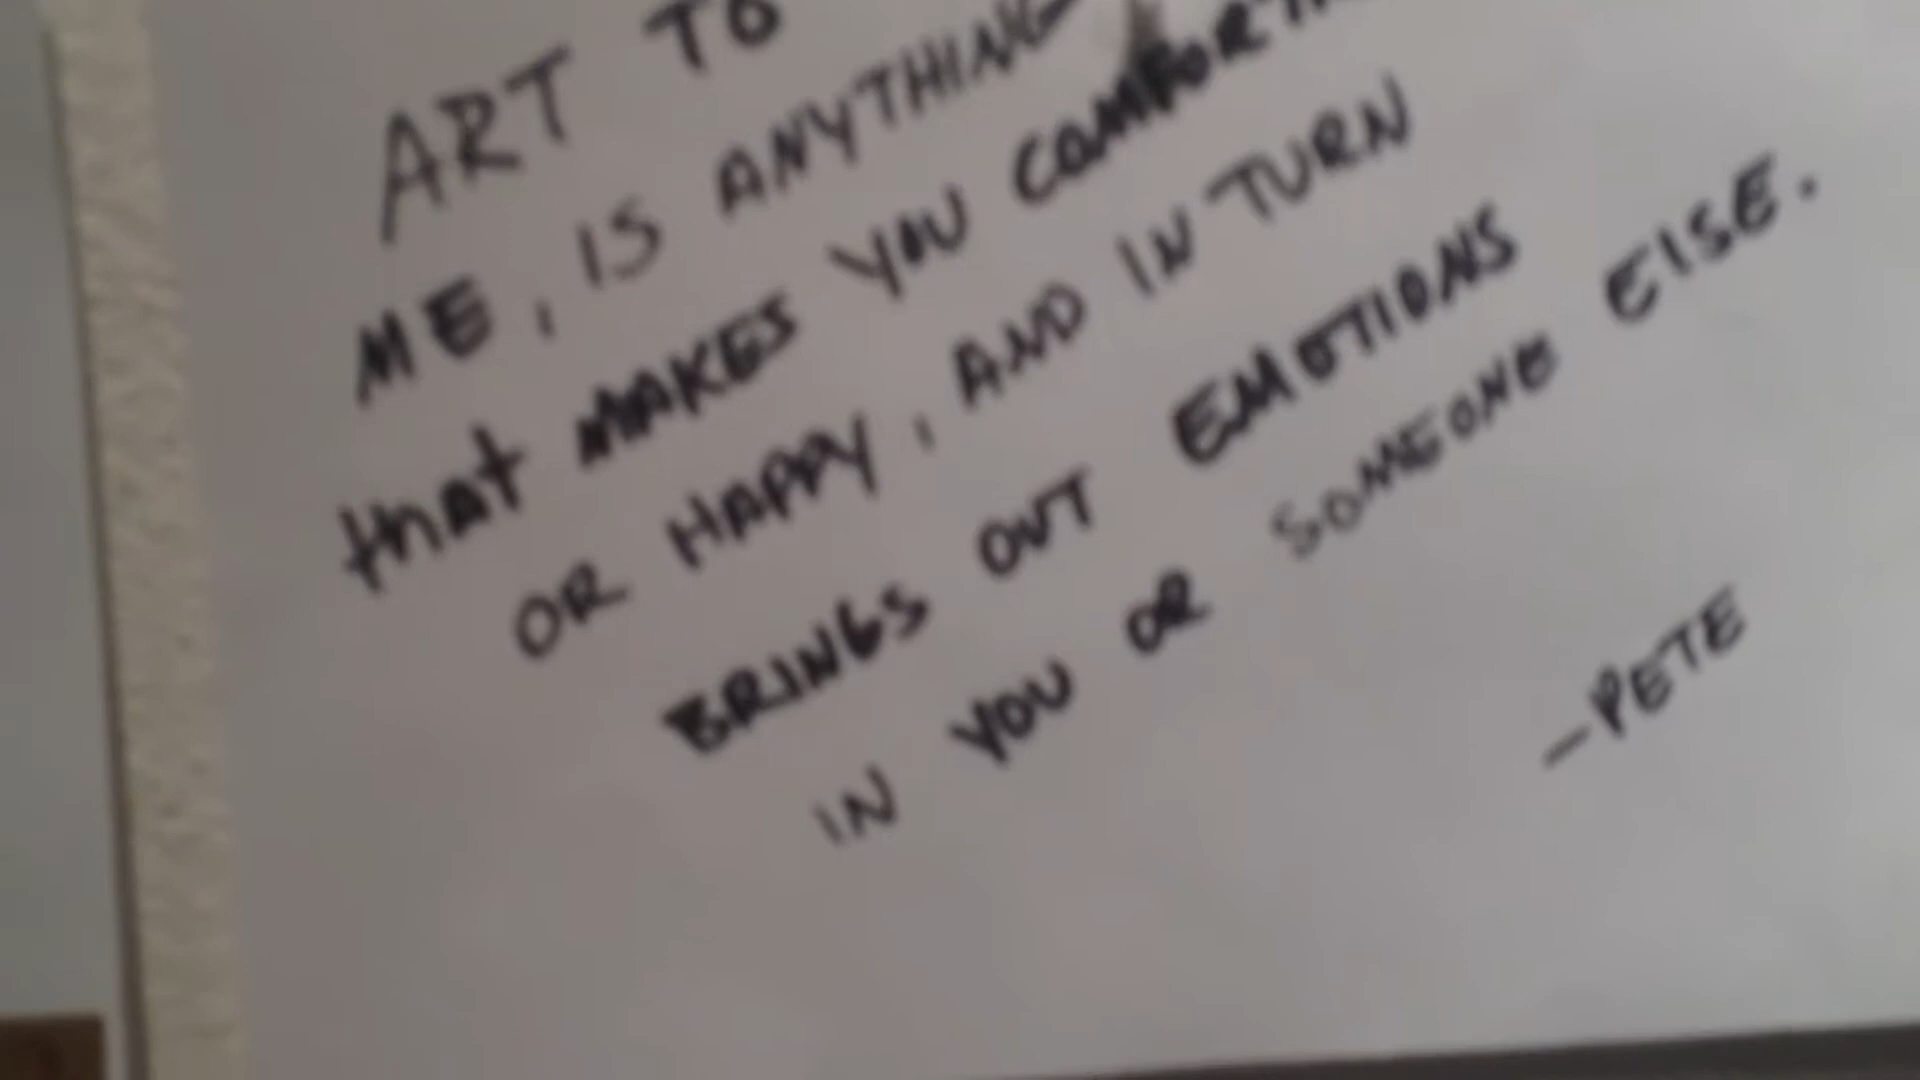 ART TO
ME, IS ANYTHING
that MAKES YOU
OR HAPPY, AND IN TURN
BRINGS OUT EMOTIONS
IN YOU OR SOMEONE ELSE.
-PETE